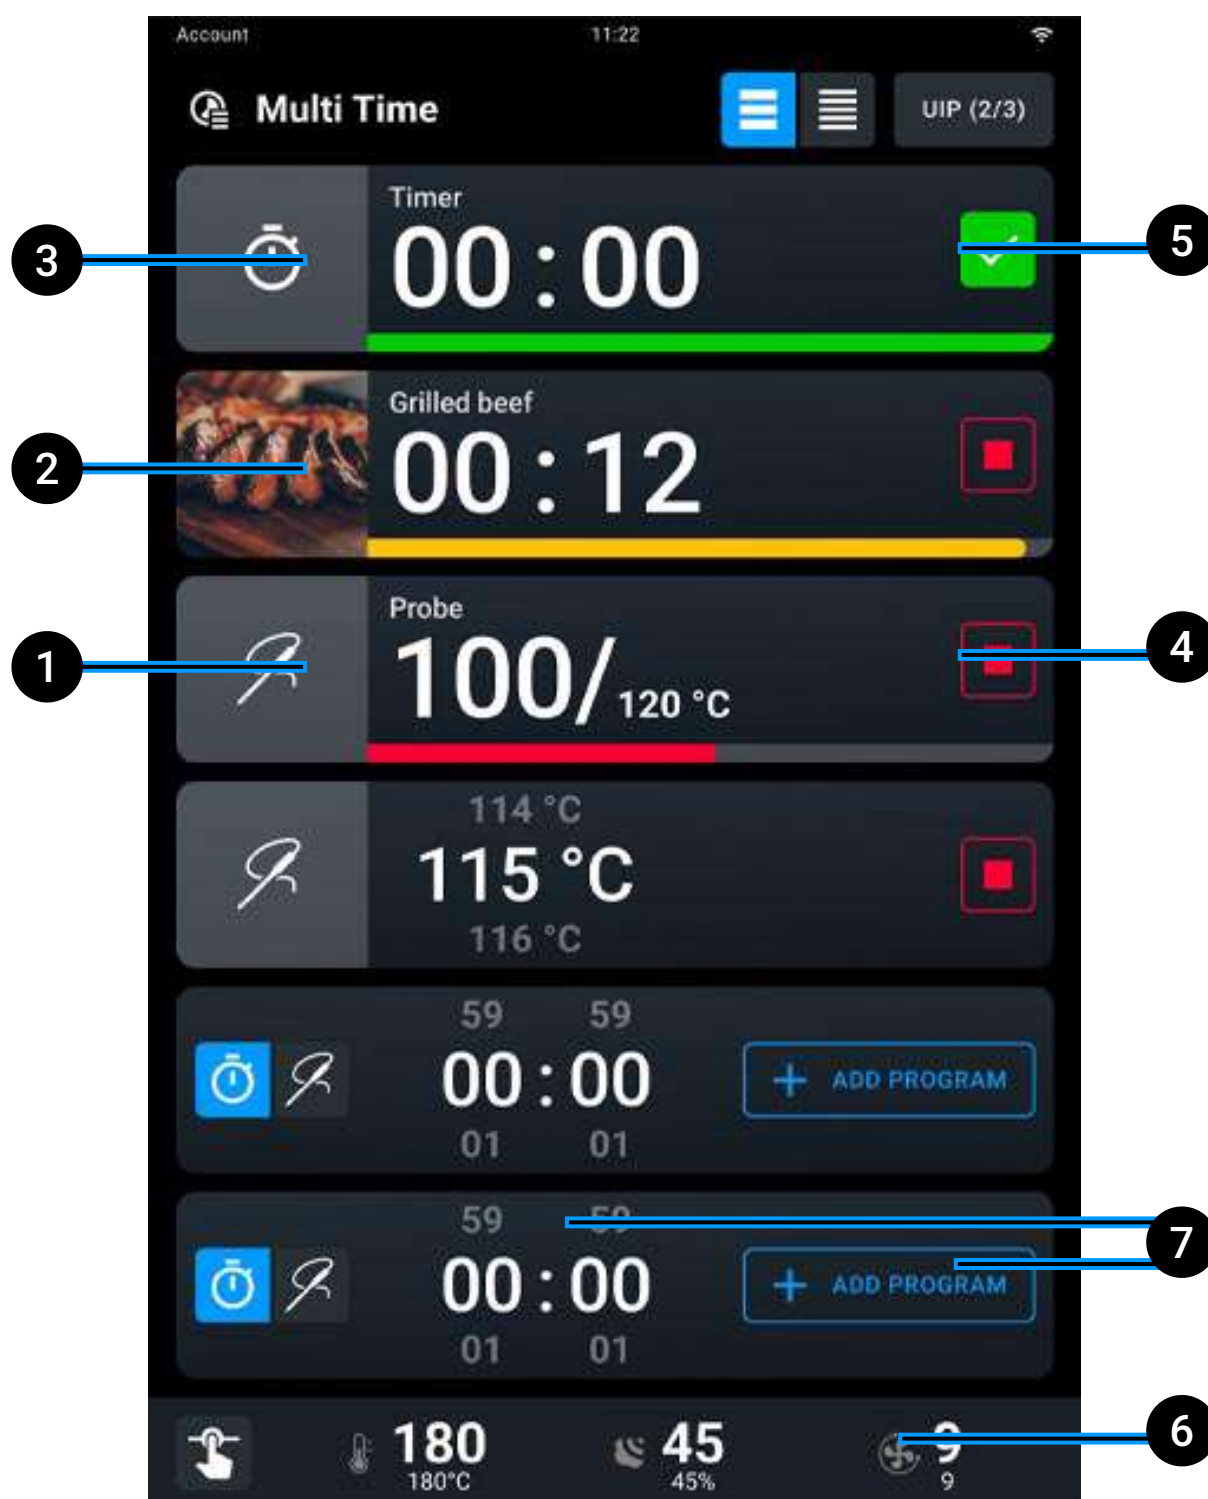 Account 11:22
Multi Time UIP (2/3)
Timer
00 : 00
3
5
Grilled beef
00 : 12
2
Probe
100/ 120 °C
1
4
114 °C
115 °C
116 °C
59 59
00 : 00
+ ADD PROGRAM
01 01
59 59
7
00 : 00
+ ADD PROGRAM
01 01
180 45 9
6
180°C 45% 9